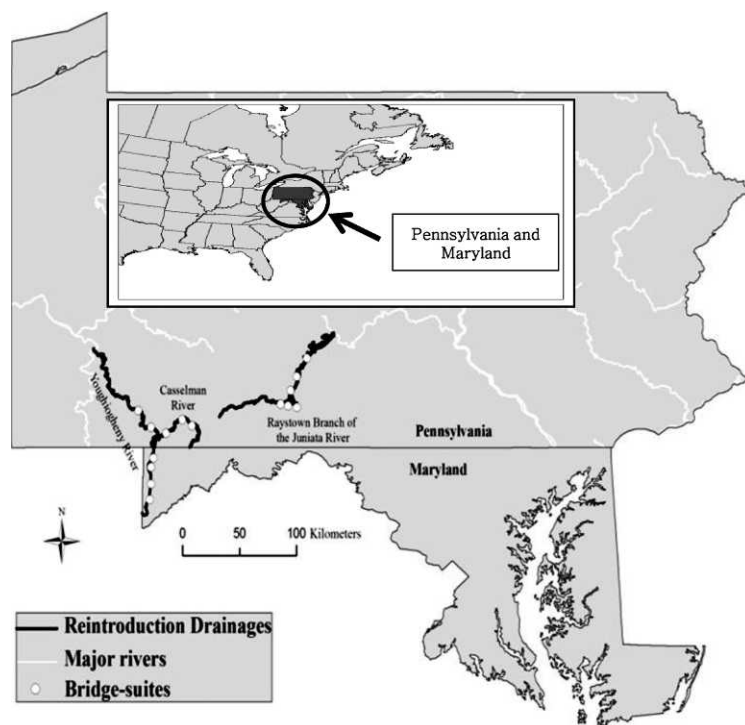 Pennsylvania and
Maryland
Youghiogheny River
Casselman
River
Raystown Branch of
the Juniata River
Pennsylvania
Maryland
N
0 50 100 Kilometers
Reintroduction Drainages
Major rivers
Bridge-suites